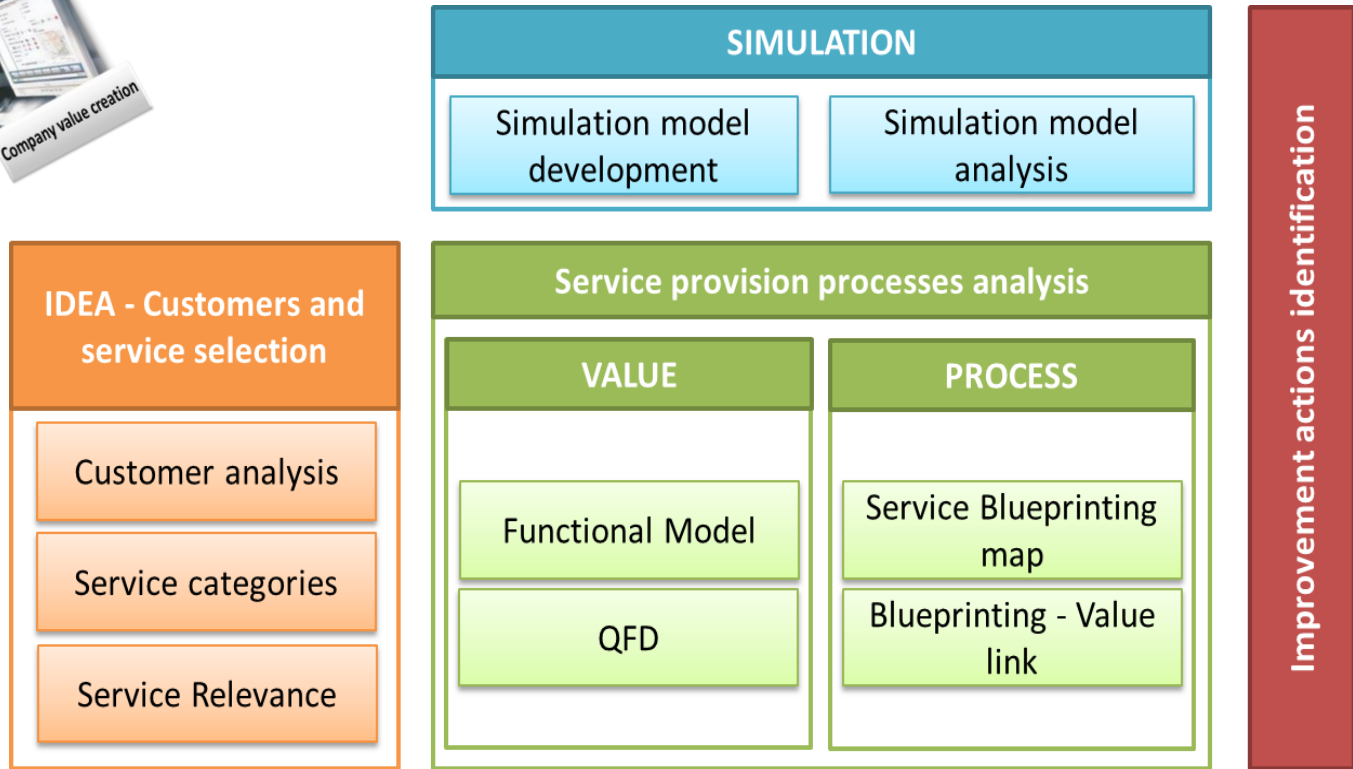 Company value creation
SIMULATION
Simulation model
development
Simulation model
analysis
IDEA - Customers and
service selection
Customer analysis
Service categories
Service Relevance
Service provision processes analysis
VALUE
Functional Model
QFD
PROCESS
Service Blueprinting
map
Blueprinting - Value
link
Improvement actions identification